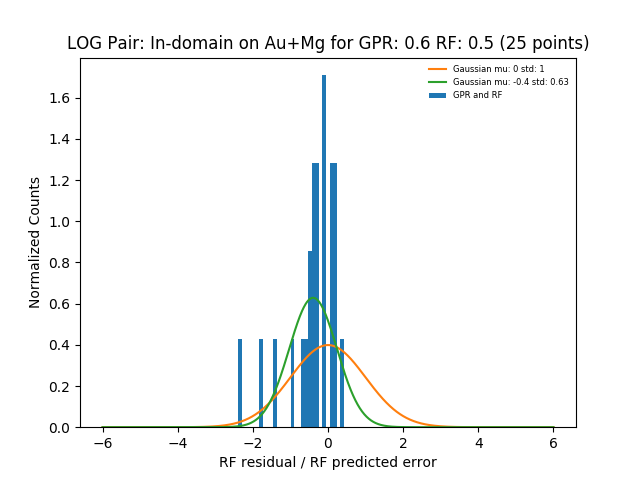 LOG Pair: In-domain on Au+Mg for GPR: 0.6 RF: 0.5 (25 points)
Gaussian mu: 0 std: 1
Gaussian mu: -0.4 std: 0.63
GPR and RF
Normalized Counts
1.6
1.4
1.2
1.0
0.8
0.6
0.4
0.2
0.0
−6 −4 −2 0 2 4 6
RF residual / RF predicted error